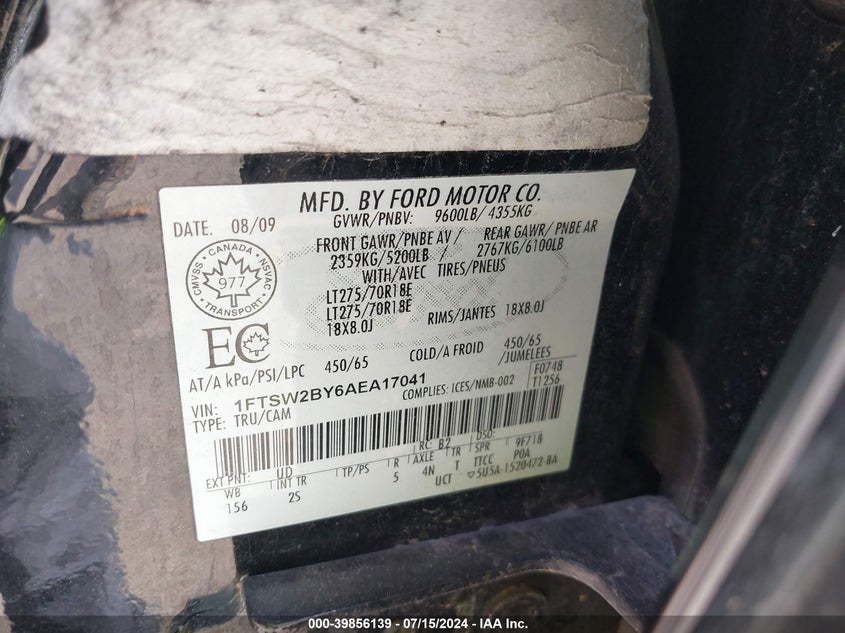 MFD. BY FORD MOTOR CO.
DATE: 08/09
GVWR/PNBV: 9600LB/ 4355KG
FRONT GAWR/PNBE AV / REAR GAWR/PNBE AR
2359KG/5200LB / 2767KG/6100LB
WITH/AVEC TIRES/PNEUS
LT275/70R18E
LT275/70R18E
18X8.0J RIMS/JANTES 18X8.0J
CANADA
CMVSS NSVAC
977
TRANSPORT
EC
AT/A kPa/PSI/LPC 450/65 COLD/A FROID 450/65
/JUMELEES
VIN: 1FTSW2BY6AEA17041
COMPLIES: ICES/NMB-002
F0748
T1256
TYPE: TRU/CAM
EXT PNT: UD RC: B2 DSO:
WB INT TR TP/PS R AXLE TR SPR 9F718
156 2S 5 4N T TTCC POA
UCT ▽5U5A-1520472-BA
000-39856139 - 07/15/2024 - IAAI Inc.